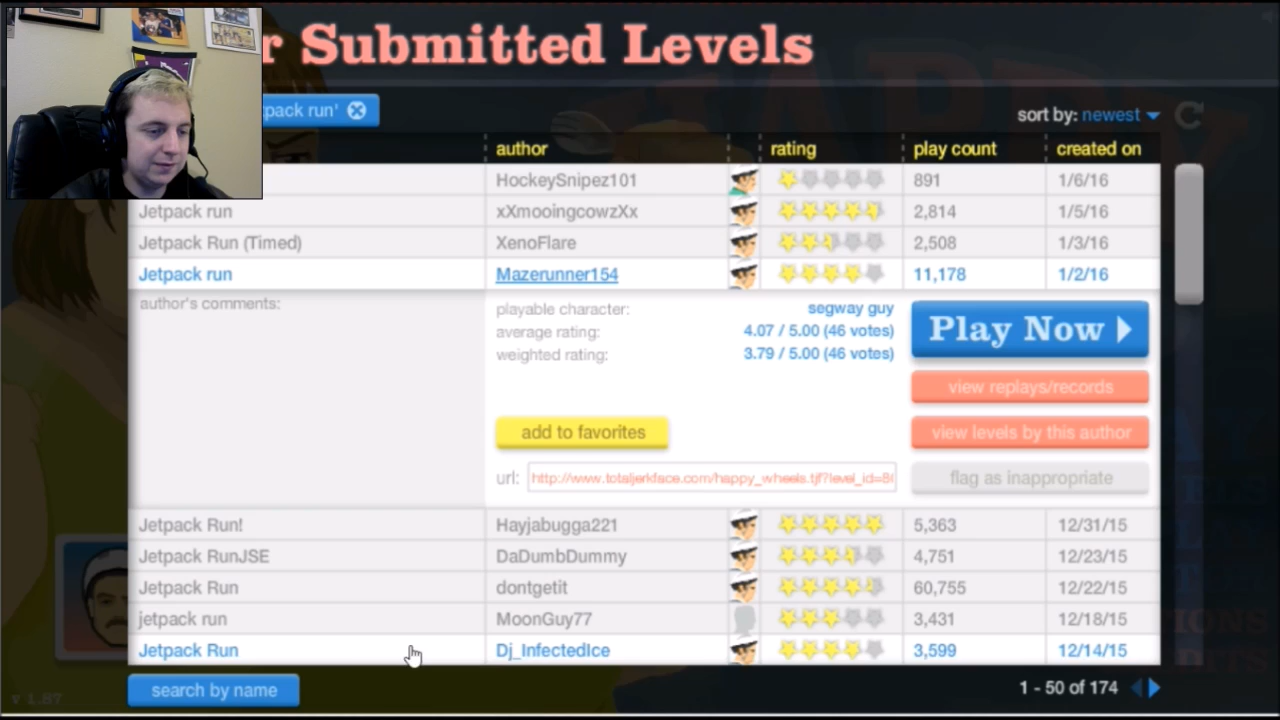 r Submitted Levels
tpack run'
sort by: newest
author rating play count created on
HockeySnipez101 891 1/6/16
Jetpack run xXmooingcowzXx 2,814 1/5/16
Jetpack Run (Timed) XenoFlare 2,508 1/3/16
Jetpack run Mazerunner154 11,178 1/2/16
author's comments:
playable character: segway guy
average rating: 4.07 / 5.00 (46 votes)
weighted rating: 3.79 / 5.00 (46 votes)
Play Now
view replays/records
add to favorites
view levels by this author
url: http://www.totaljerkface.com/happy_wheels.tjf?level_id=8
flag as inappropriate
Jetpack Run! Hayjabugga221 5,363 12/31/15
Jetpack RunJSE DaDumbDummy 4,751 12/23/15
Jetpack Run dontgetit 60,755 12/22/15
jetpack run MoonGuy77 3,431 12/18/15
Jetpack Run Dj_InfectedIce 3,599 12/14/15
search by name
1 - 50 of 174
v 1.87